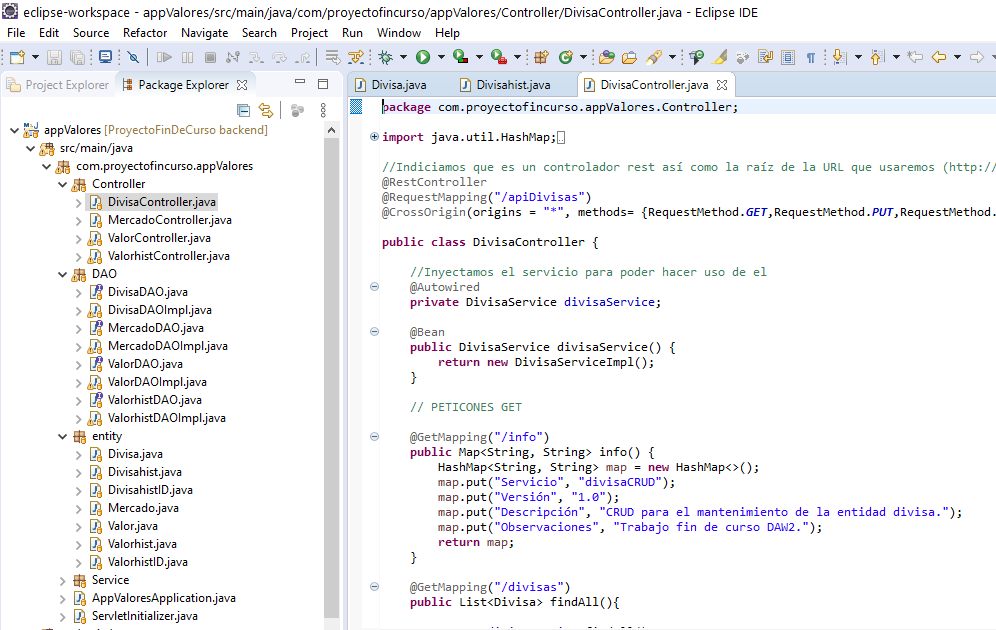 eclipse-workspace - appValores/src/main/java/com/proyectofincurso/appValores/Controller/DivisaController.java - Eclipse IDE
File Edit Source Refactor Navigate Search Project Run Window Help
Project Explorer Package Explorer
appValores [ProyectoFinDeCurso backend]
src/main/java
com.proyectofincurso.appValores
Controller
DivisaController.java
MercadoController.java
ValorController.java
ValorhistController.java
DAO
DivisaDAO.java
DivisaDAOImpl.java
MercadoDAO.java
MercadoDAOImpl.java
ValorDAO.java
ValorDAOImpl.java
ValorhistDAO.java
ValorhistDAOImpl.java
entity
Divisa.java
Divisahist.java
DivisahistID.java
Mercado.java
Valor.java
Valorhist.java
ValorhistID.java
Service
AppValoresApplication.java
ServletInitializer.java
Divisa.java Divisahist.java DivisaController.java
package com.proyectofincurso.appValores.Controller;
import java.util.HashMap;
//Indiciamos que es un controlador rest así como la raíz de la URL que usaremos (http://
@RestController
@RequestMapping("/apiDivisas")
@CrossOrigin(origins = "*", methods= {RequestMethod.GET,RequestMethod.PUT,RequestMethod.
public class DivisaController {
//Inyectamos el servicio para poder hacer uso de el
@Autowired
private DivisaService divisaService;
@Bean
public DivisaService divisaService() {
return new DivisaServiceImpl();
}
// PETICONES GET
@GetMapping("/info")
public Map<String, String> info() {
HashMap<String, String> map = new HashMap<>();
map.put("Servicio", "divisaCRUD");
map.put("Versión", "1.0");
map.put("Descripción", "CRUD para el mantenimiento de la entidad divisa.");
map.put("Observaciones", "Trabajo fin de curso DAW2.");
return map;
}
@GetMapping("/divisas")
public List<Divisa> findAll(){